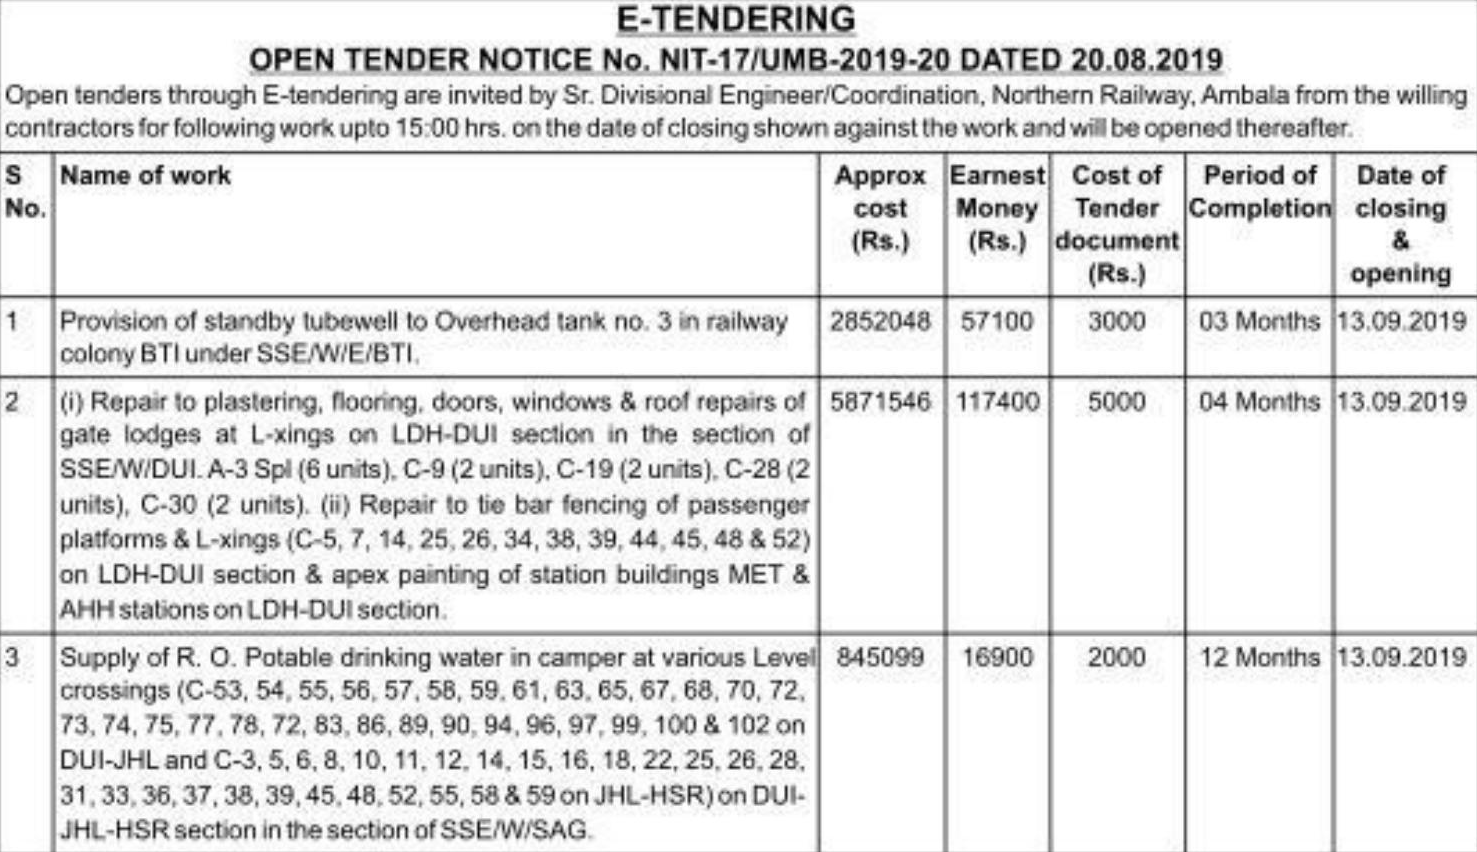 E-TENDERING
OPEN TENDER NOTICE No. NIT-17/UMB-2019-20 DATED 20.08.2019
Open tenders through E-tendering are invited by Sr. Divisional Engineer/Coordination, Northern Railway, Ambala from the willing
contractors for following work upto 15:00 hrs. on the date of closing shown against the work and will be opened thereafter.
S No. Name of work Approx cost (Rs.) Earnest Money (Rs.) Cost of Tender document (Rs.) Period of Completion Date of closing & opening
1 Provision of standby tubewell to Overhead tank no. 3 in railway 2852048 57100 3000 03 Months 13.09.2019
colony BTI under SSE/W/E/BTI.
2 (i) Repair to plastering, flooring, doors, windows & roof repairs of 5871546 117400 5000 04 Months 13.09.2019
gate lodges at L-xings on LDH-DUI section in the section of
SSE/W/DUI. A-3 Spl (6 units), C-9 (2 units), C-19 (2 units), C-28 (2
units), C-30 (2 units). (ii) Repair to tie bar fencing of passenger
platforms & L-xings (C-5, 7, 14, 25, 26, 34, 38, 39, 44, 45, 48 & 52)
on LDH-DUI section & apex painting of station buildings MET &
AHH stations on LDH-DUI section.
3 Supply of R. O. Potable drinking water in camper at various Level 845099 16900 2000 12 Months 13.09.2019
crossings (C-53, 54, 55, 56, 57, 58, 59, 61, 63, 65, 67, 68, 70, 72,
73, 74, 75, 77, 78, 72, 83, 86, 89, 90, 94, 96, 97, 99, 100 & 102 on
DUI-JHL and C-3, 5, 6, 8, 10, 11, 12, 14, 15, 16, 18, 22, 25, 26, 28,
31, 33, 36, 37, 38, 39, 45, 48, 52, 55, 58 & 59 on JHL-HSR) on DUI-
JHL-HSR section in the section of SSE/W/SAG.